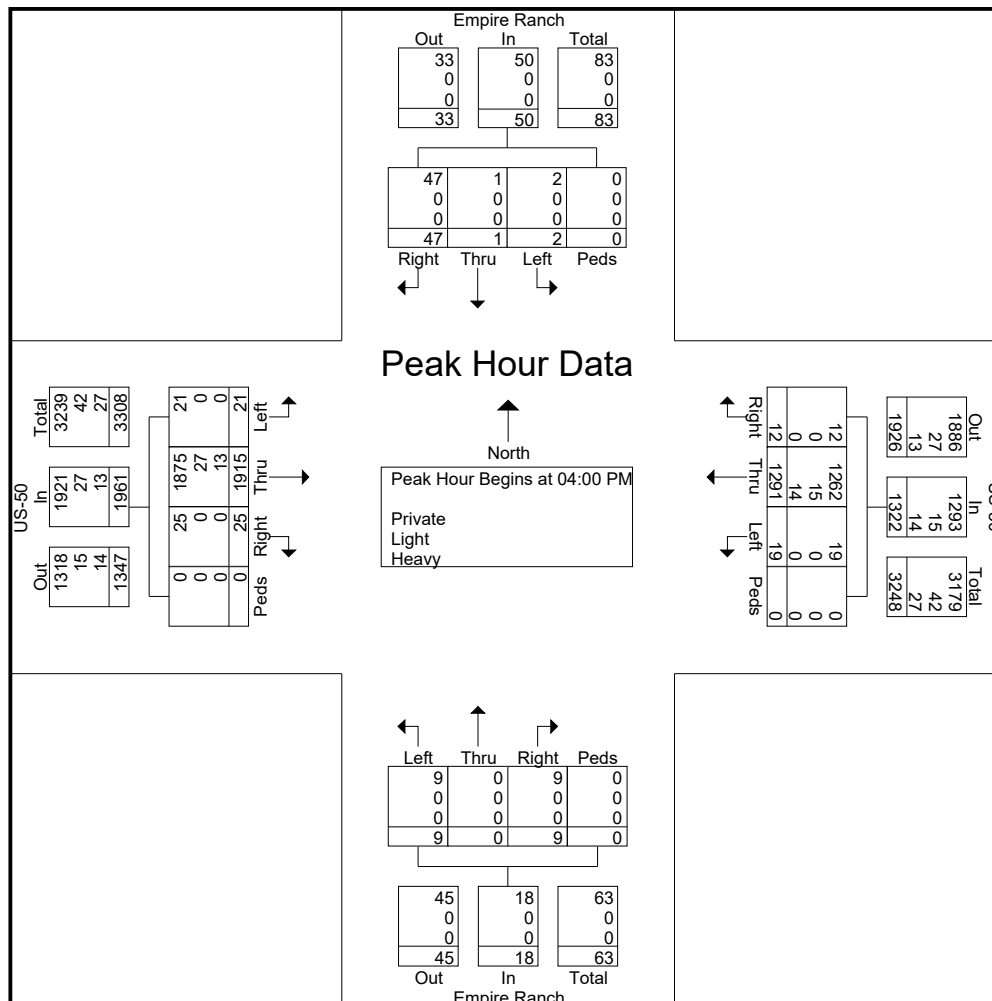 Empire Ranch
Out In Total
33 50 83
0 0 0
0 0 0
33 50 83
47 1 2 0
0 0 0 0
0 0 0 0
47 1 2 0
Right Thru Left Peds
Peak Hour Data
North
Peak Hour Begins at 04:00 PM
Private
Light
Heavy
US-50
Total
3239
42
27
3308
In
1921
27
13
1961
Out
1318
15
14
1347
Left
21
0
0
21
Thru
1875
27
13
1915
Right
25
0
0
25
Peds
0
0
0
0
Right
12
0
0
12
Thru
1262
15
14
1291
Left
19
0
0
19
Peds
0
0
0
0
Out
1886
27
13
1926
In
1293
15
14
1322
Total
3179
42
27
3248
Left Thru Right Peds
9 0 9 0
0 0 0 0
0 0 0 0
9 0 9 0
45 18 63
0 0 0
0 0 0
45 18 63
Out In Total
Empire Ranch